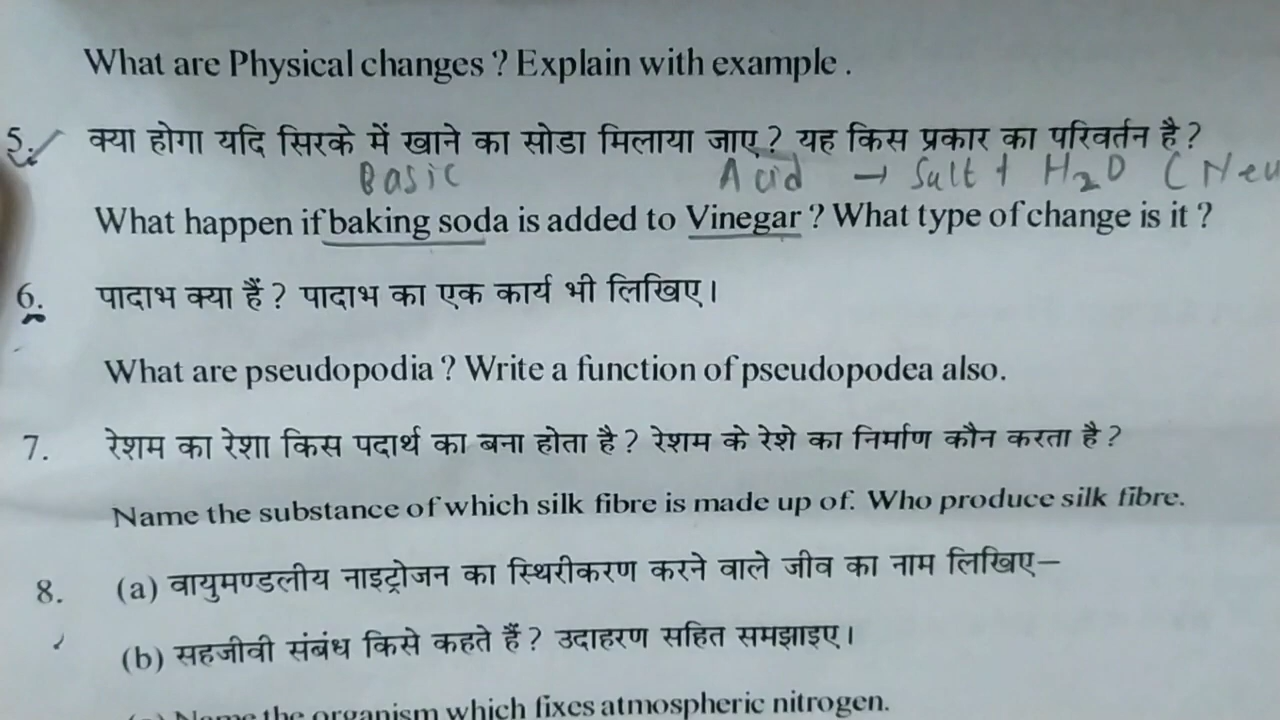 What are Physical changes ? Explain with example .
5. क्या होगा यदि सिरके में खाने का सोडा मिलाया जाए ? यह किस प्रकार का परिवर्तन है ?
Basic Acid → Salt + H2O ( Neu
What happen if baking soda is added to Vinegar ? What type of change is it ?
6. पादाभ क्या हैं ? पादाभ का एक कार्य भी लिखिए।
What are pseudopodia ? Write a function of pseudopodea also.
7. रेशम का रेशा किस पदार्थ का बना होता है ? रेशम के रेशे का निर्माण कौन करता है ?
Name the substance of which silk fibre is made up of. Who produce silk fibre.
8. (a) वायुमण्डलीय नाइट्रोजन का स्थिरीकरण करने वाले जीव का नाम लिखिए–
(b) सहजीवी संबंध किसे कहते हैं ? उदाहरण सहित समझाइए।
Name the organism which fixes atmospheric nitrogen.